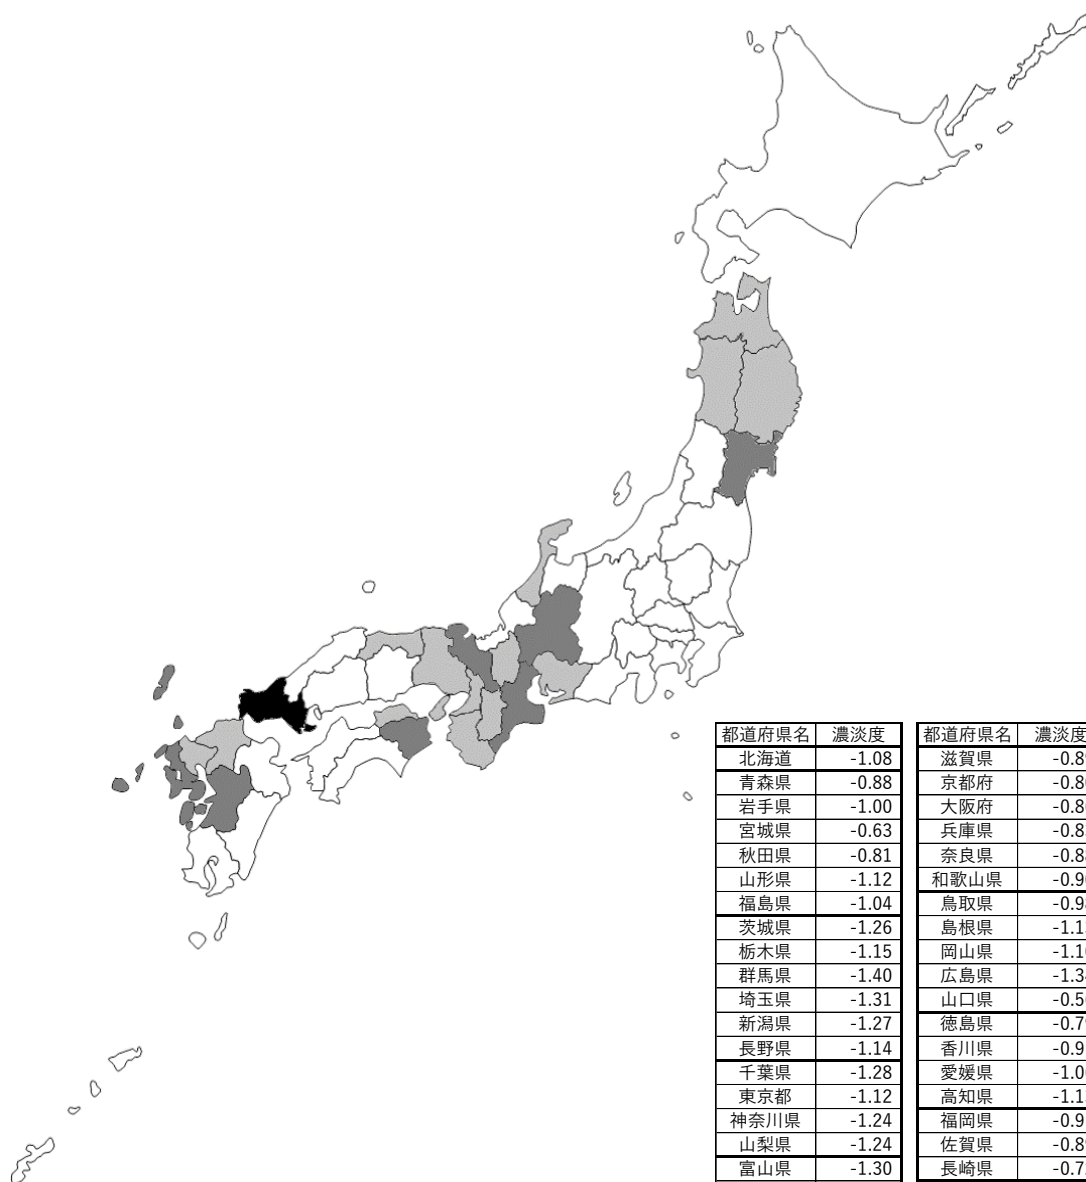 都道府県名 濃淡度 都道府県名 濃淡度
北海道 -1.08 滋賀県
青森県 -0.88 京都府
岩手県 -1.00 大阪府
宮城県 -0.63 兵庫県
秋田県 -0.81 奈良県
山形県 -1.12 和歌山県
福島県 -1.04 鳥取県
茨城県 -1.26 島根県
栃木県 -1.15 岡山県
群馬県 -1.40 広島県
埼玉県 -1.31 山口県
新潟県 -1.27 徳島県
長野県 -1.14 香川県
千葉県 -1.28 愛媛県
東京都 -1.12 高知県
神奈川県 -1.24 福岡県
山梨県 -1.24 佐賀県
富山県 -1.30 長崎県